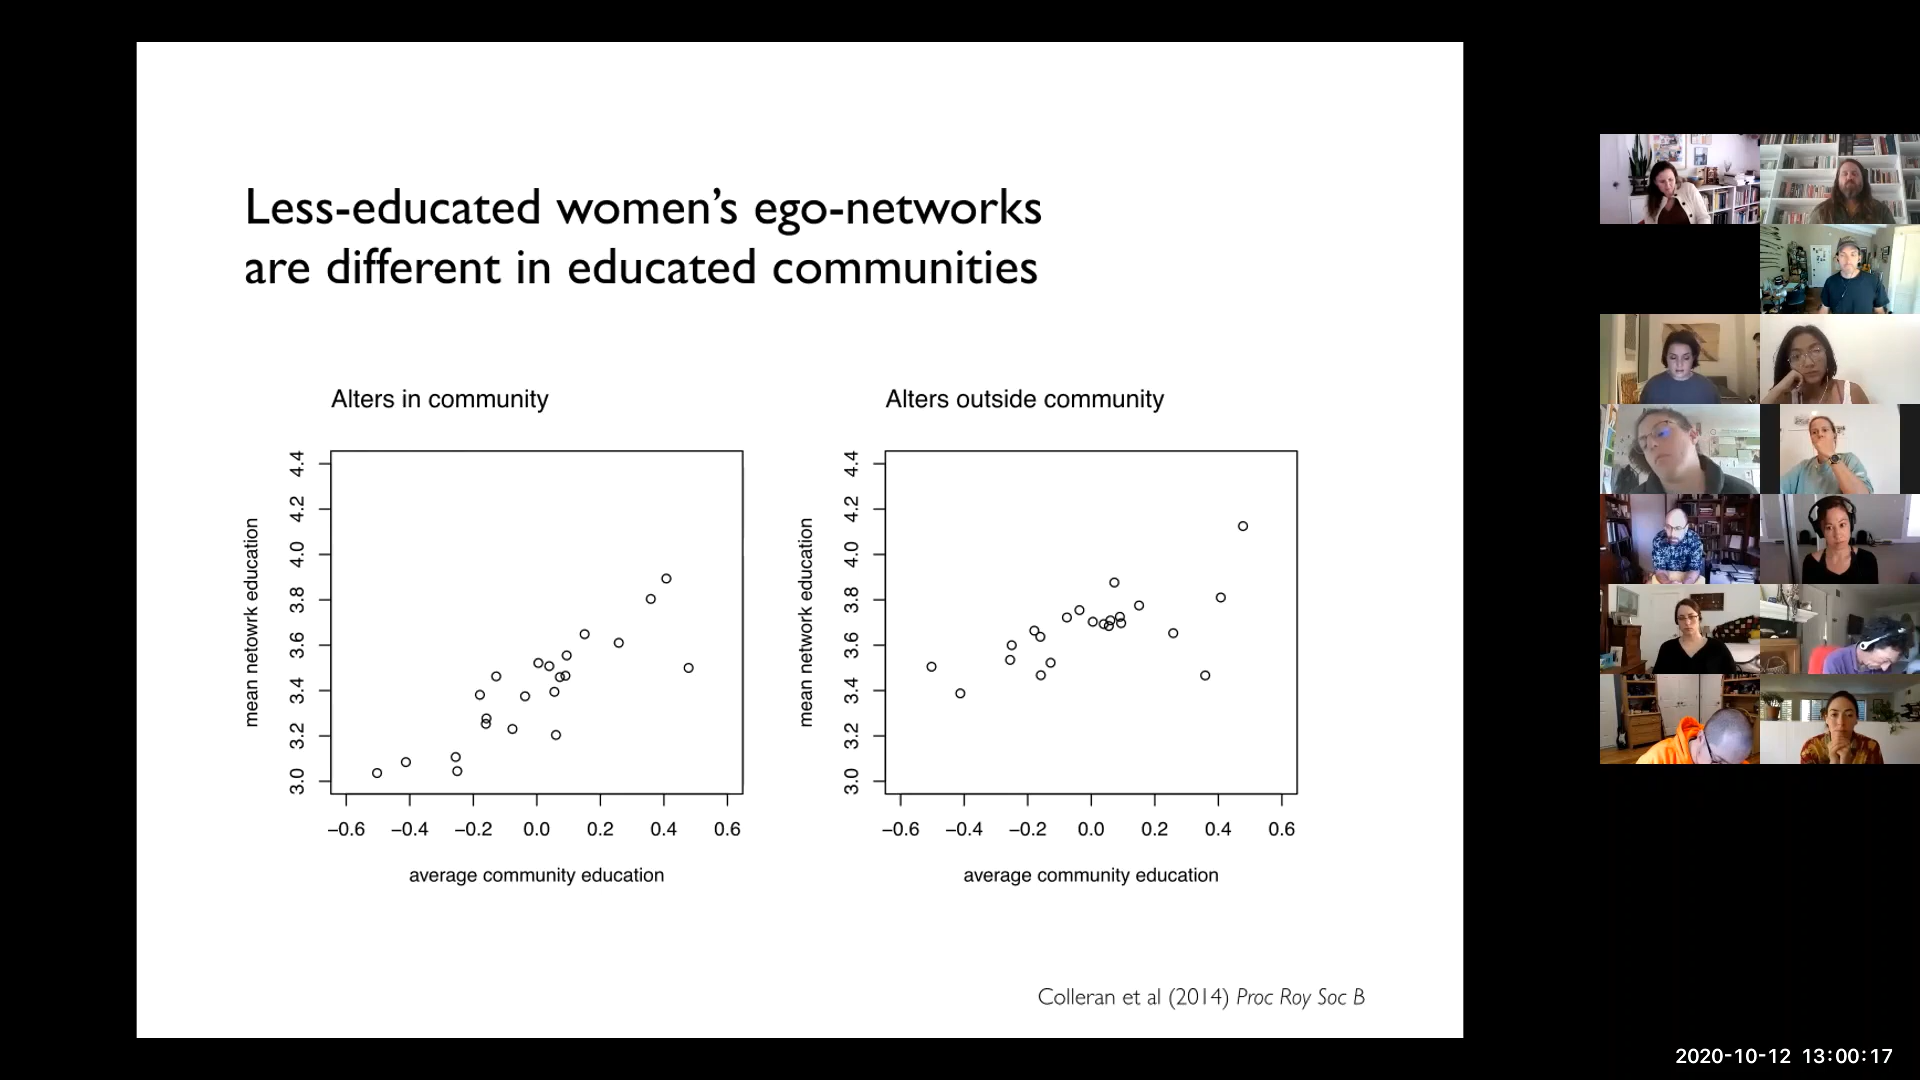 Less-educated women’s ego-networks
are different in educated communities
Alters in community
mean netowrk education
4.4
4.2
4.0
3.8
3.6
3.4
3.2
3.0
−0.6 −0.4 −0.2 0.0 0.2 0.4 0.6
average community education
Alters outside community
mean network education
4.4
4.2
4.0
3.8
3.6
3.4
3.2
3.0
−0.6 −0.4 −0.2 0.0 0.2 0.4 0.6
average community education
Colleran et al (2014) Proc Roy Soc B
2020-10-12 13:00:17